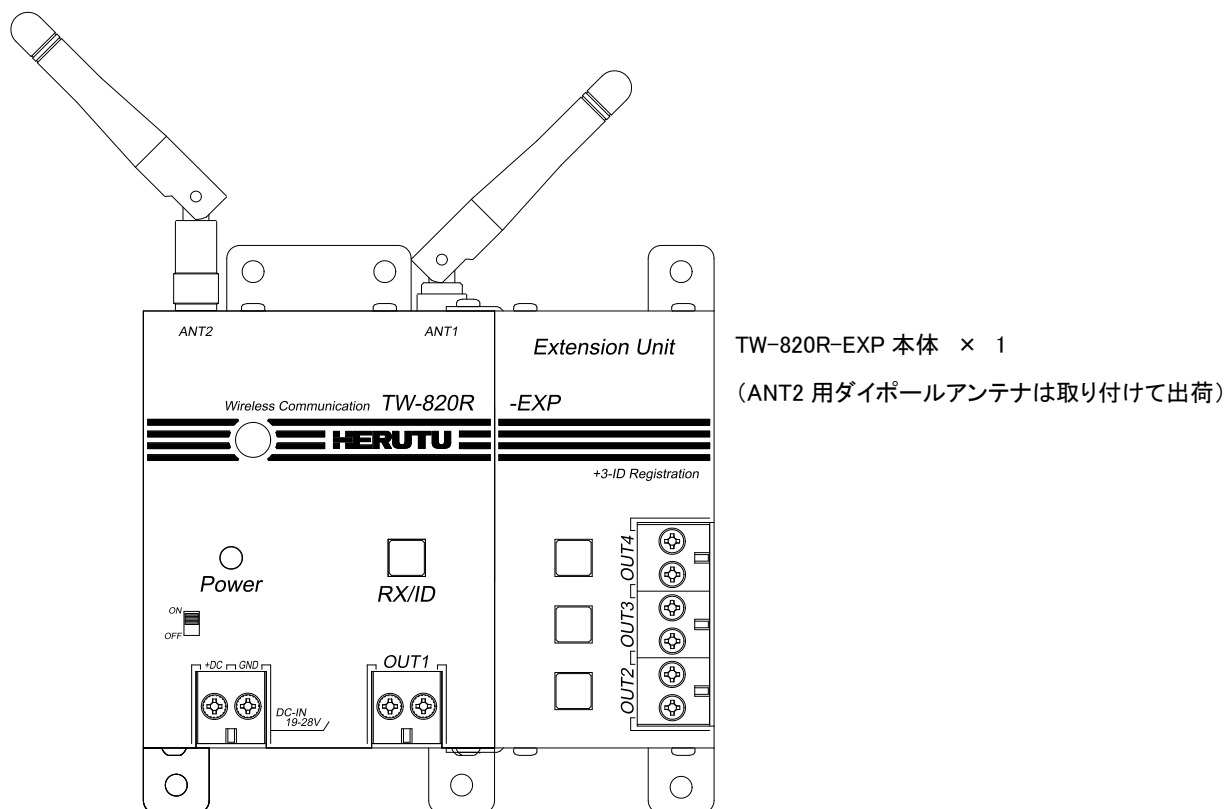 ANT2
ANT1
Extension Unit
Wireless Communication TW-820R -EXP
HERUTU
+3-ID Registration
Power
RX/ID
ON
OFF
+DC GND
DC-IN
19-28V
OUT1
OUT4
OUT3
OUT2
TW-820R-EXP 本体 × 1
（ANT2 用ダイポールアンテナは取り付けて出荷）